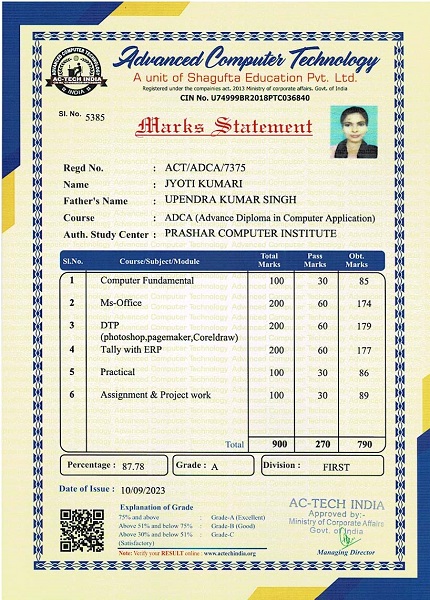 ADVANCED COMPUTER TECHNOLOGY
AC-TECH INDIA
INDIA
Advanced Computer Technology
A unit of Shagufta Education Pvt. Ltd.
Registered under the compainies act. 2013 Ministry of corporate affairs. Govt. of India
CIN No. U74999BR2018PTC036840
Sl. No. 5385
Marks Statement
Regd No. : ACT/ADCA/7375
Name : JYOTI KUMARI
Father's Name : UPENDRA KUMAR SINGH
Course : ADCA (Advance Diploma in Computer Application)
Auth. Study Center : PRASHAR COMPUTER INSTITUTE
Sl.No. Course/Subject/Module Total Marks Pass Marks Obt. Marks
1 Computer Fundamental 100 30 85
2 Ms-Office 200 60 174
3 DTP 200 60 179
(photoshop,pagemaker,Coreldraw)
4 Tally with ERP 200 60 177
5 Practical 100 30 86
6 Assignment & Project work 100 30 89
Total 900 270 790
Percentage : 87.78 Grade : A Division : FIRST
Date of Issue : 10/09/2023
Explanation of Grade
75% and above : Grade-A (Excellent)
Above 51% and below 75% : Grade-B (Good)
Above 30% and below 51% : Grade-C
(Satisfactory)
Note: Verify your RESULT online : www.actechindia.org
AC-TECH INDIA
Approved by:-
Ministry of Corporate Affairs
Govt. of India
Managing Director